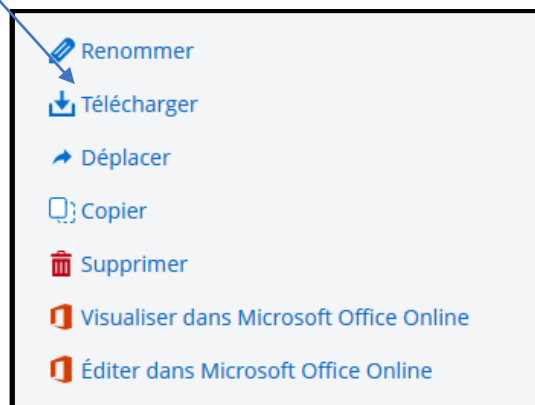 Renommer
Télécharger
Déplacer
Copier
Supprimer
Visualiser dans Microsoft Office Online
Éditer dans Microsoft Office Online